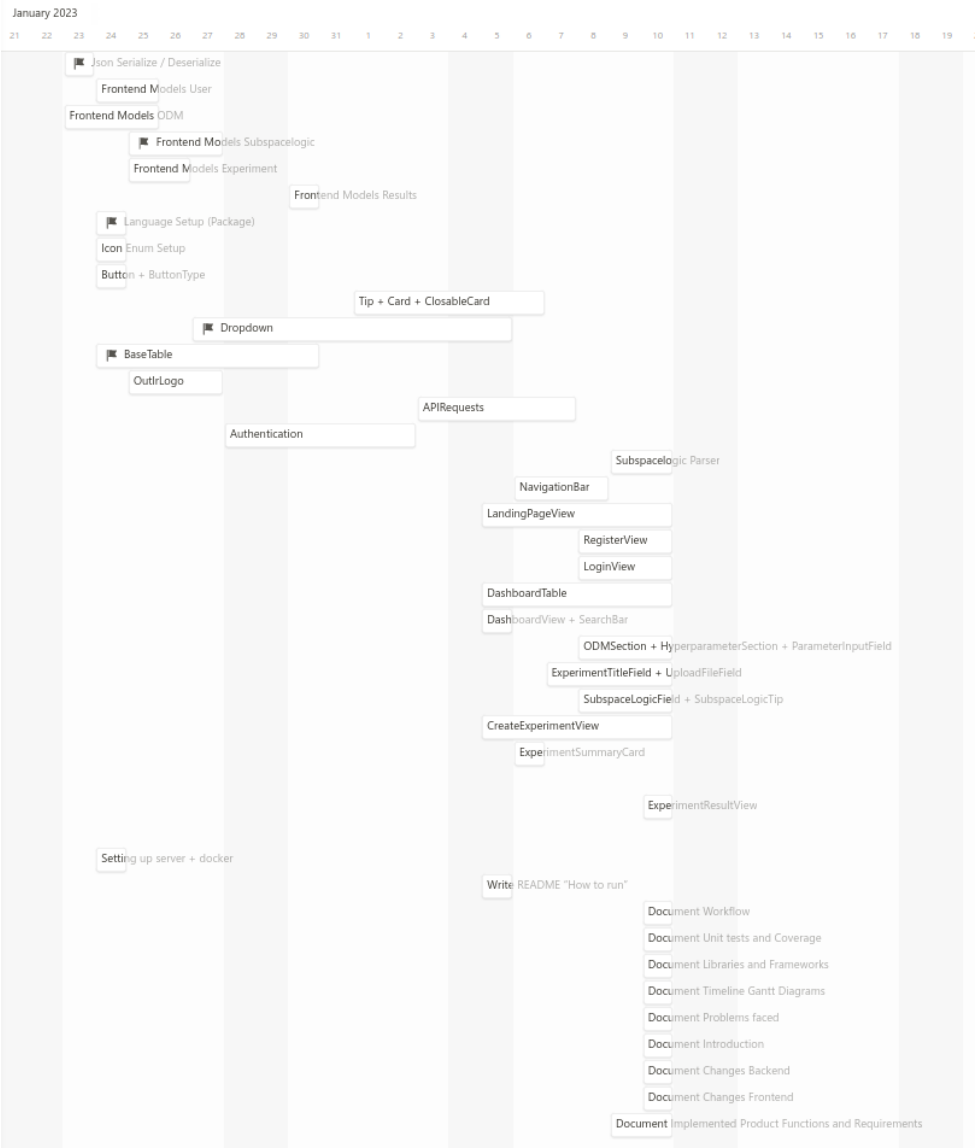 January 2023
21 22 23 24 25 26 27 28 29 30 31 1 2 3 4 5 6 7 8 9 10 11 12 13 14 15 16 17 18 19
Json Serialize / Deserialize
Frontend Models User
Frontend Models ODM
Frontend Models Subspacelogic
Frontend Models Experiment
Frontend Models Results
Language Setup (Package)
Icon Enum Setup
Button + ButtonType
Tip + Card + ClosableCard
Dropdown
BaseTable
OutlrLogo
APIRequests
Authentication
Subspacelogic Parser
NavigationBar
LandingPageView
RegisterView
LoginView
DashboardTable
DashboardView + SearchBar
ODMSection + HyperparameterSection + ParameterInputField
ExperimentTitleField + UploadFileField
SubspaceLogicField + SubspaceLogicTip
CreateExperimentView
ExperimentSummaryCard
ExperimentResultView
Setting up server + docker
Write README "How to run"
Document Workflow
Document Unit tests and Coverage
Document Libraries and Frameworks
Document Timeline Gantt Diagrams
Document Problems faced
Document Introduction
Document Changes Backend
Document Changes Frontend
Document Implemented Product Functions and Requirements